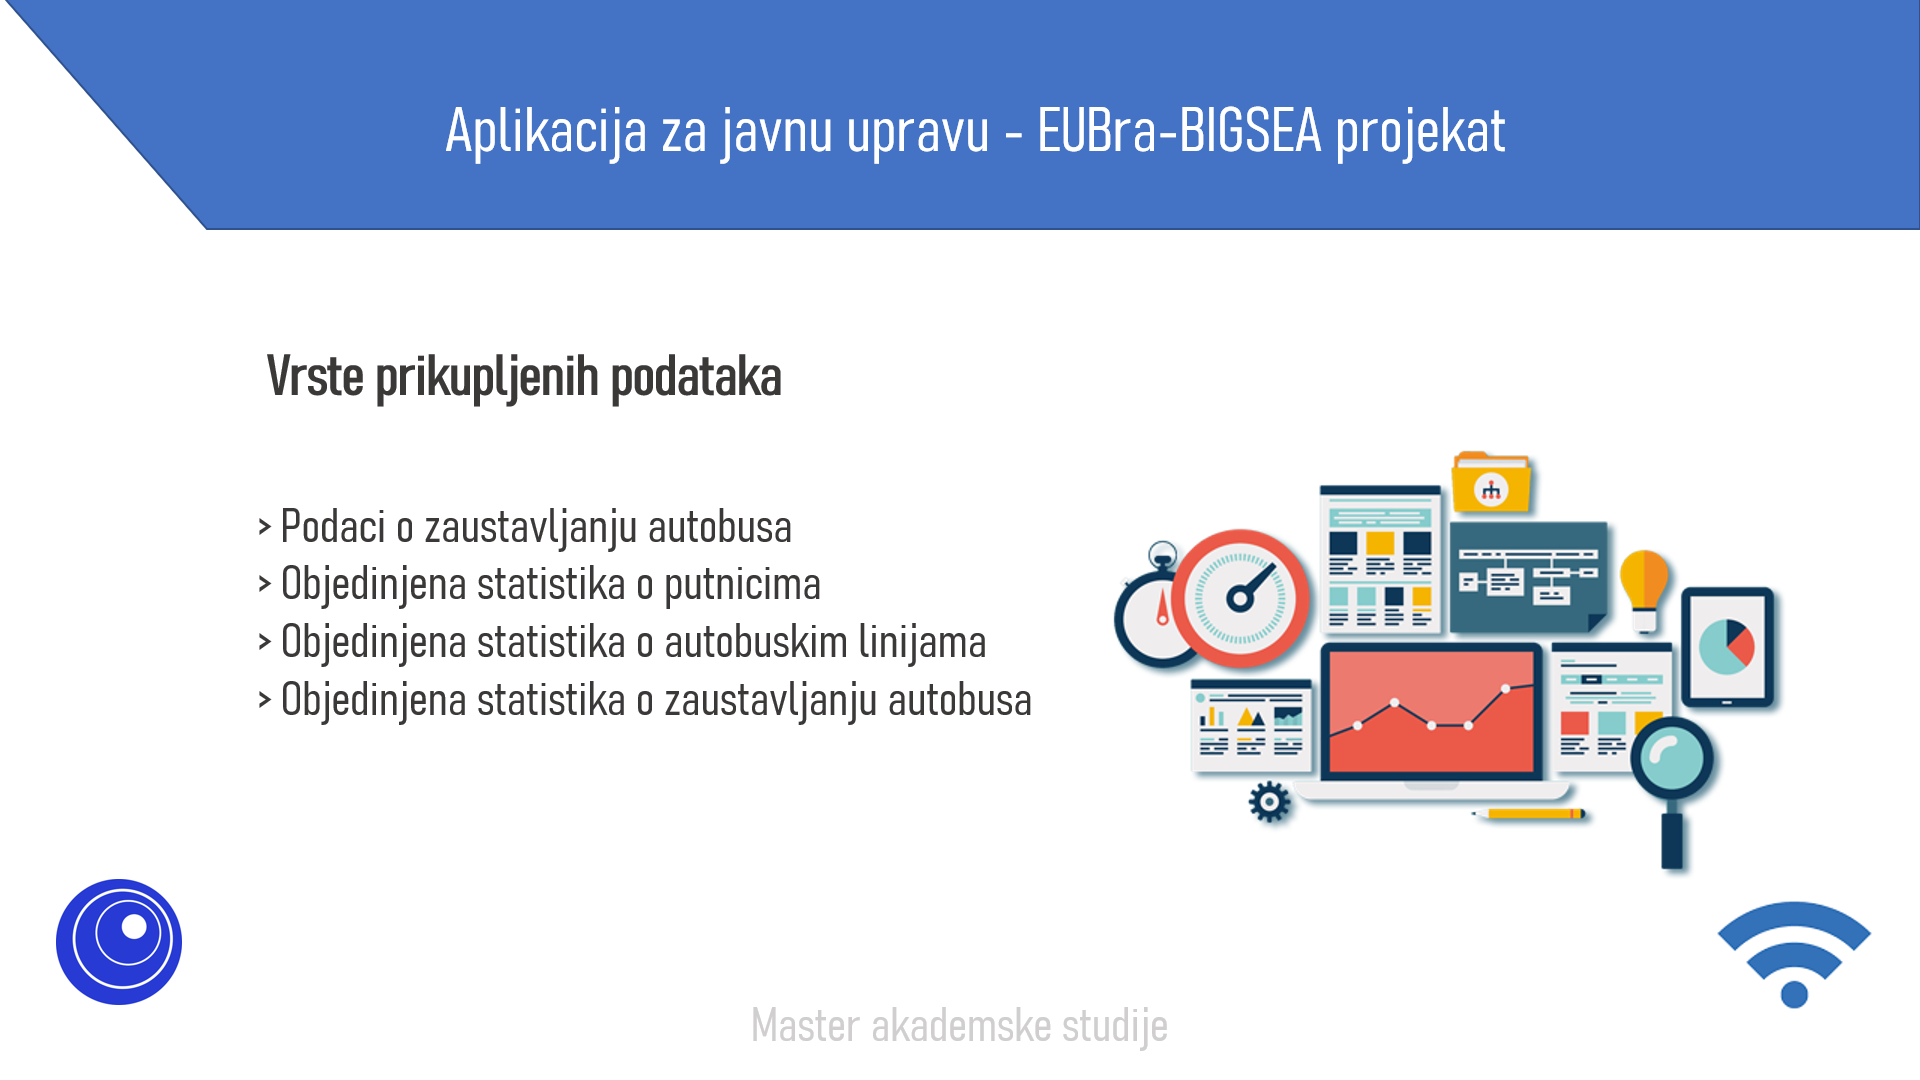 Aplikacija za javnu upravu - EUBra-BIGSEA projekat
Vrste prikupljenih podataka
> Podaci o zaustavljanju autobusa
> Objedinjena statistika o putnicima
> Objedinjena statistika o autobuskim linijama
> Objedinjena statistika o zaustavljanju autobusa
Master akademske studije